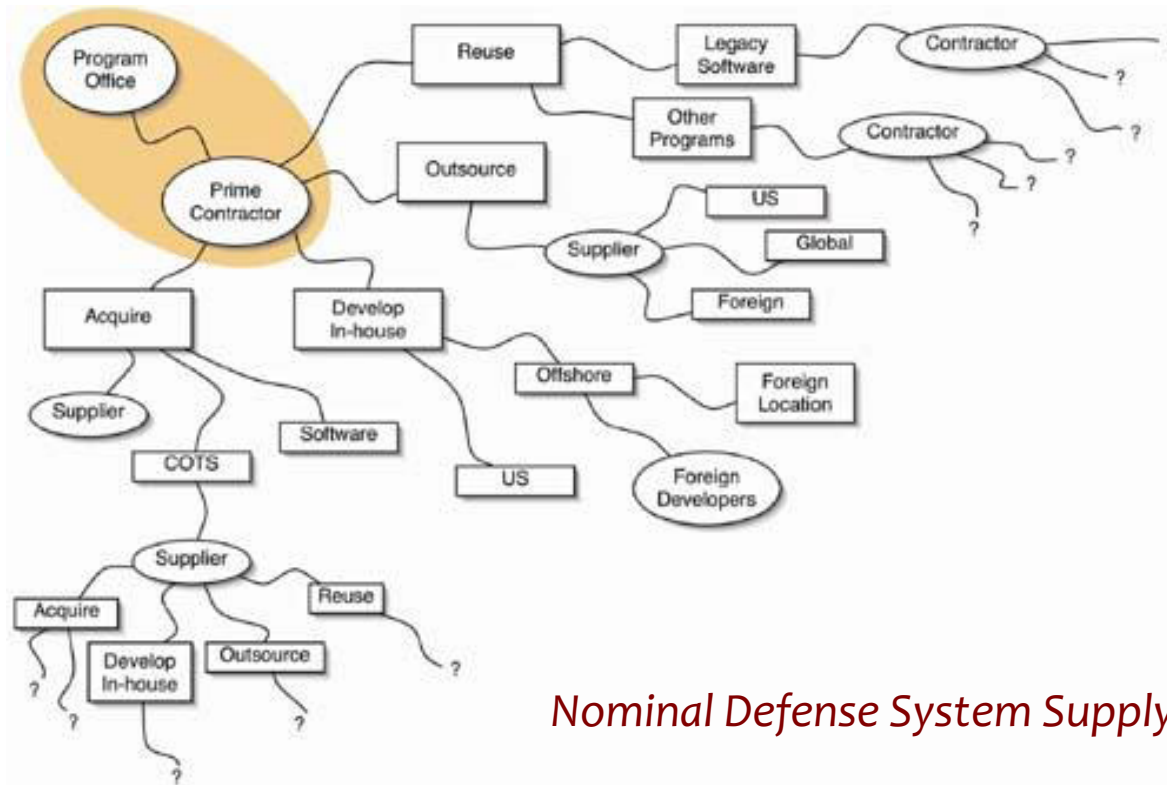 Program
Office
Reuse
Legacy
Software
Contractor
?
?
Other
Programs
Contractor
?
?
?
Prime
Contractor
Outsource
US
Supplier
Global
Foreign
Acquire
Develop
In-house
Offshore
Foreign
Location
Supplier
Software
COTS
US
Foreign
Developers
Supplier
Acquire
Reuse
Develop
In-house
Outsource
?
?
?
?
?
Nominal Defense System Supply